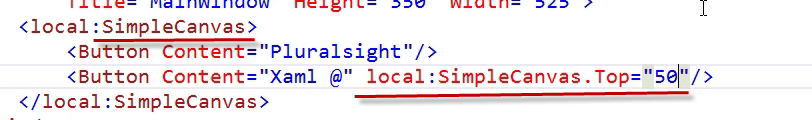 Title="MainWindow" Height="350" Width="525">
<local:SimpleCanvas>
<Button Content="Pluralsight"/>
<Button Content="Xaml @" local:SimpleCanvas.Top="50"/>
</local:SimpleCanvas>